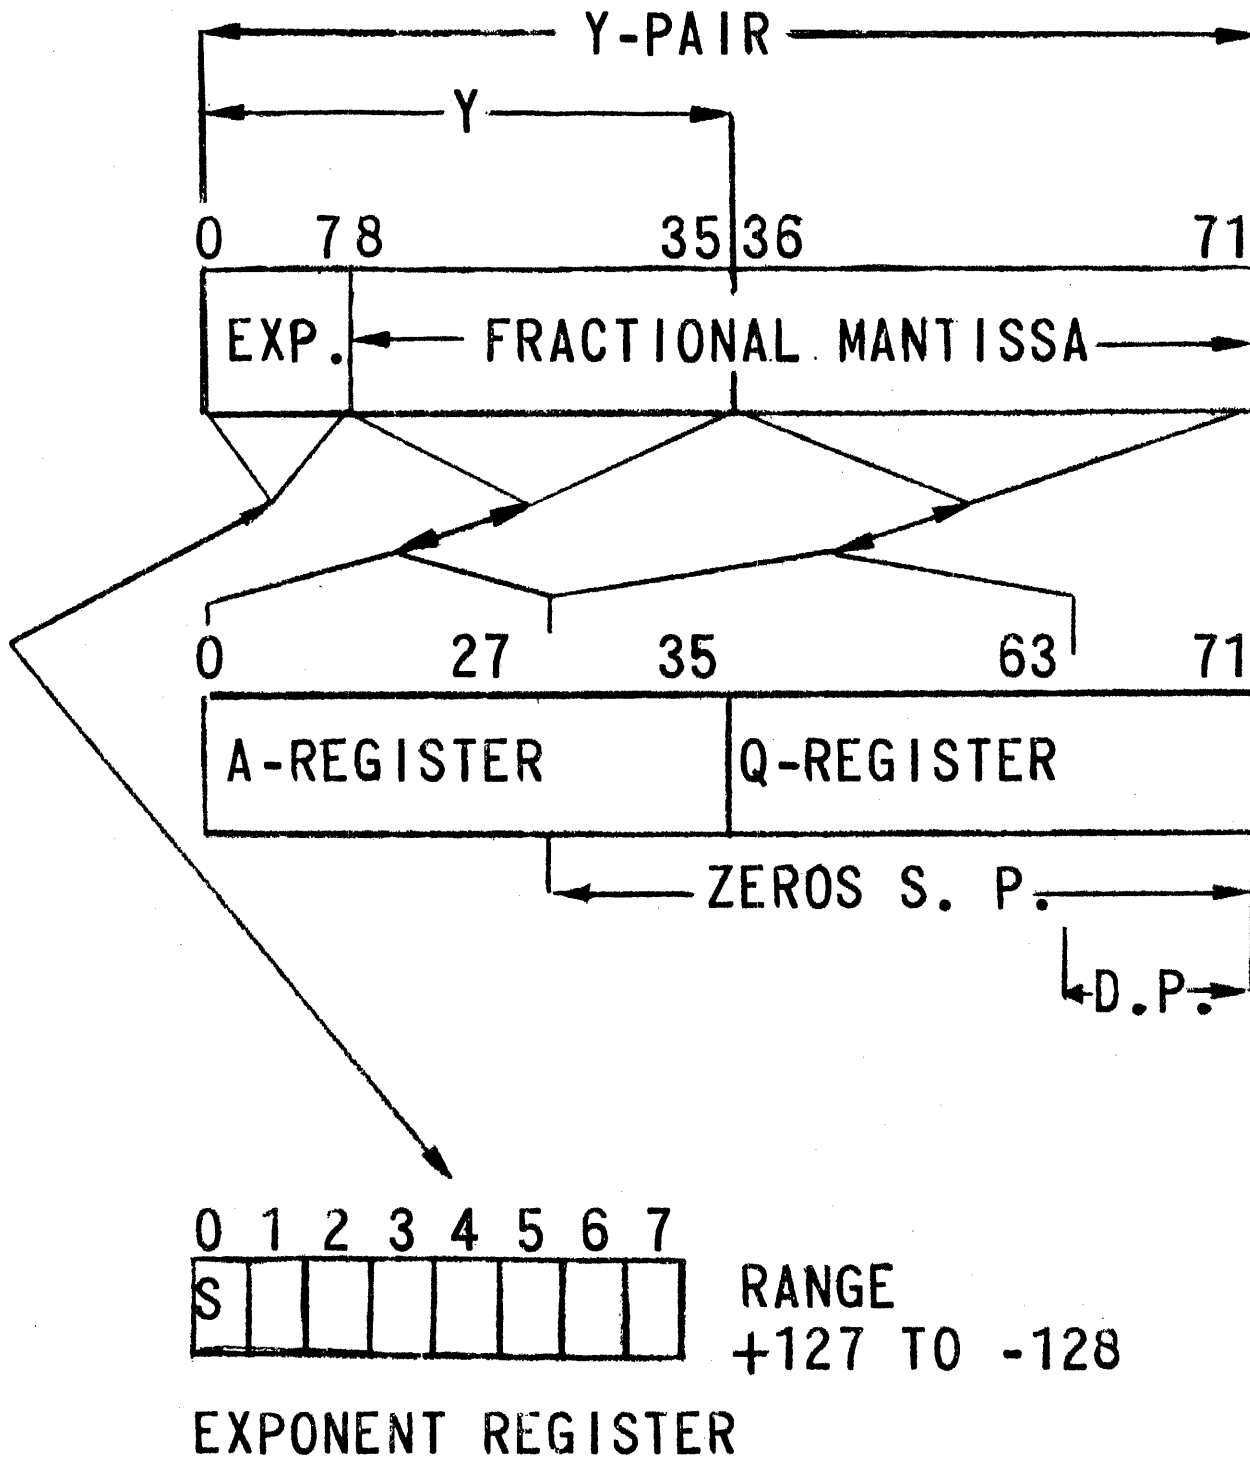 Y-PAIR
Y
0 7 8 35 36 71
EXP. FRACTIONAL MANTISSA
0 27 35 63 71
A-REGISTER Q-REGISTER
ZEROS S. P.
D.P.
0 1 2 3 4 5 6 7
S RANGE
+127 TO -128
EXPONENT REGISTER